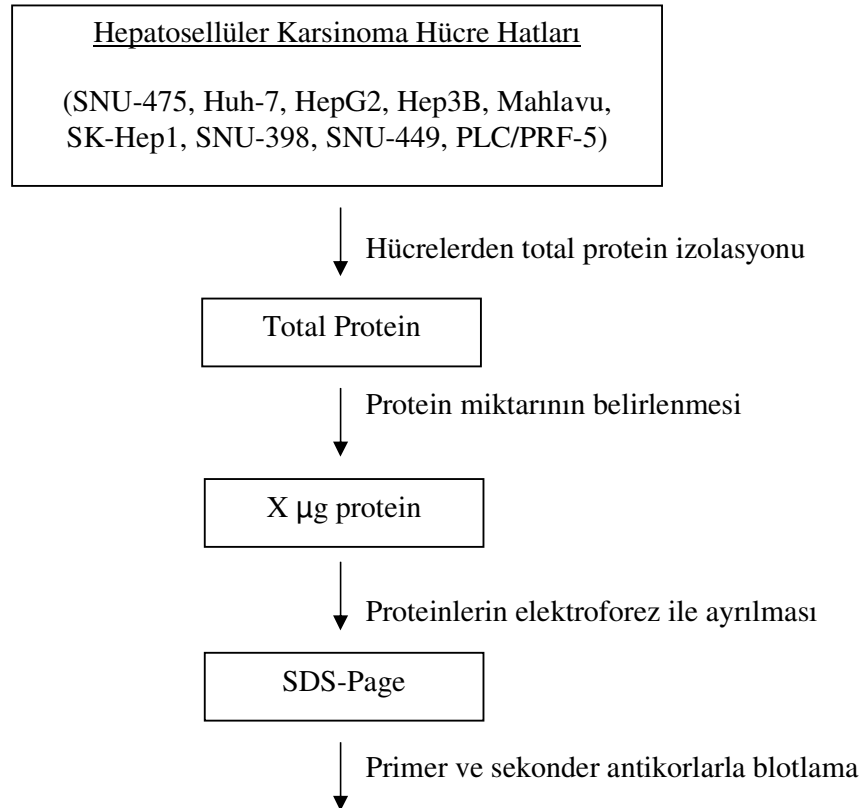 Hepatosellüler Karsinoma Hücre Hatları
(SNU-475, Huh-7, HepG2, Hep3B, Mahlavu,
SK-Hep1, SNU-398, SNU-449, PLC/PRF-5)
Hücrelerden total protein izolasyonu
Total Protein
Protein miktarının belirlenmesi
X µg protein
Proteinlerin elektroforez ile ayrılması
SDS-Page
Primer ve sekonder antikorlarla blotlama